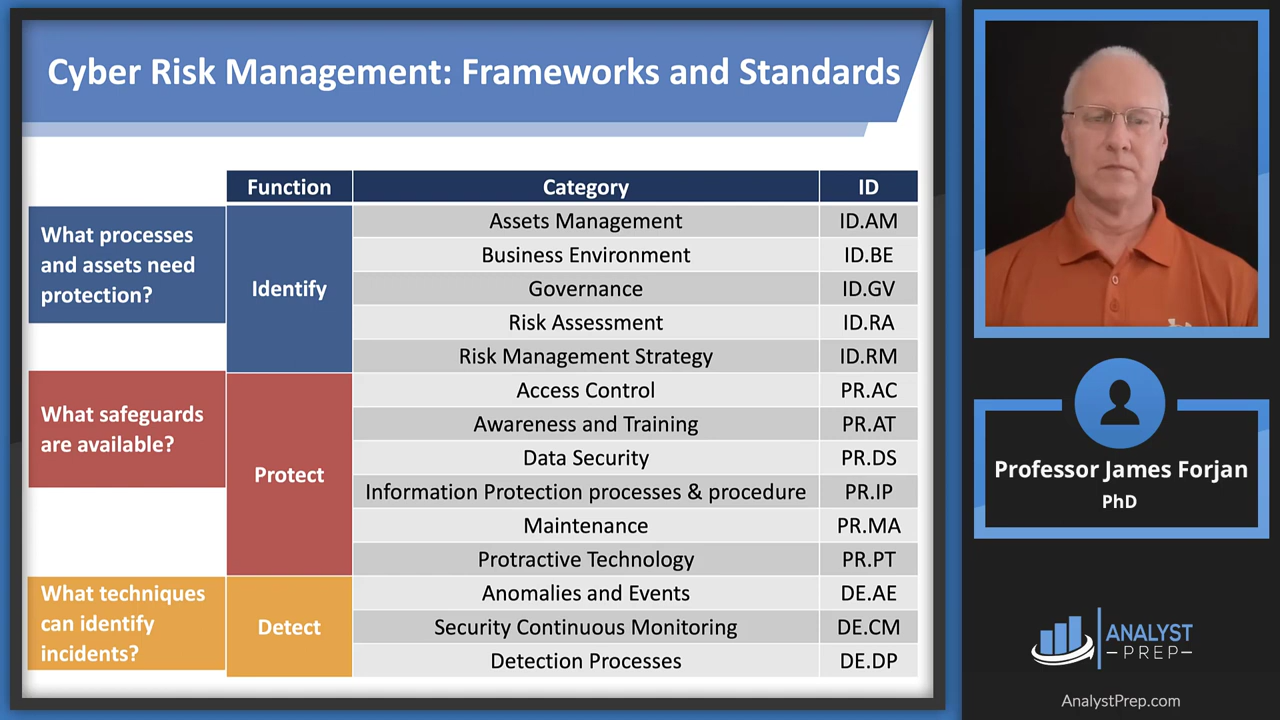 Cyber Risk Management: Frameworks and Standards
Function Category ID
What processes
and assets need
protection?
Identify
Assets Management ID.AM
Business Environment ID.BE
Governance ID.GV
Risk Assessment ID.RA
Risk Management Strategy ID.RM
What safeguards
are available?
Protect
Access Control PR.AC
Awareness and Training PR.AT
Data Security PR.DS
Information Protection processes & procedure PR.IP
Maintenance PR.MA
Protractive Technology PR.PT
What techniques
can identify
incidents?
Detect
Anomalies and Events DE.AE
Security Continuous Monitoring DE.CM
Detection Processes DE.DP
Professor James Forjan
PhD
ANALYST
PREP
AnalystPrep.com